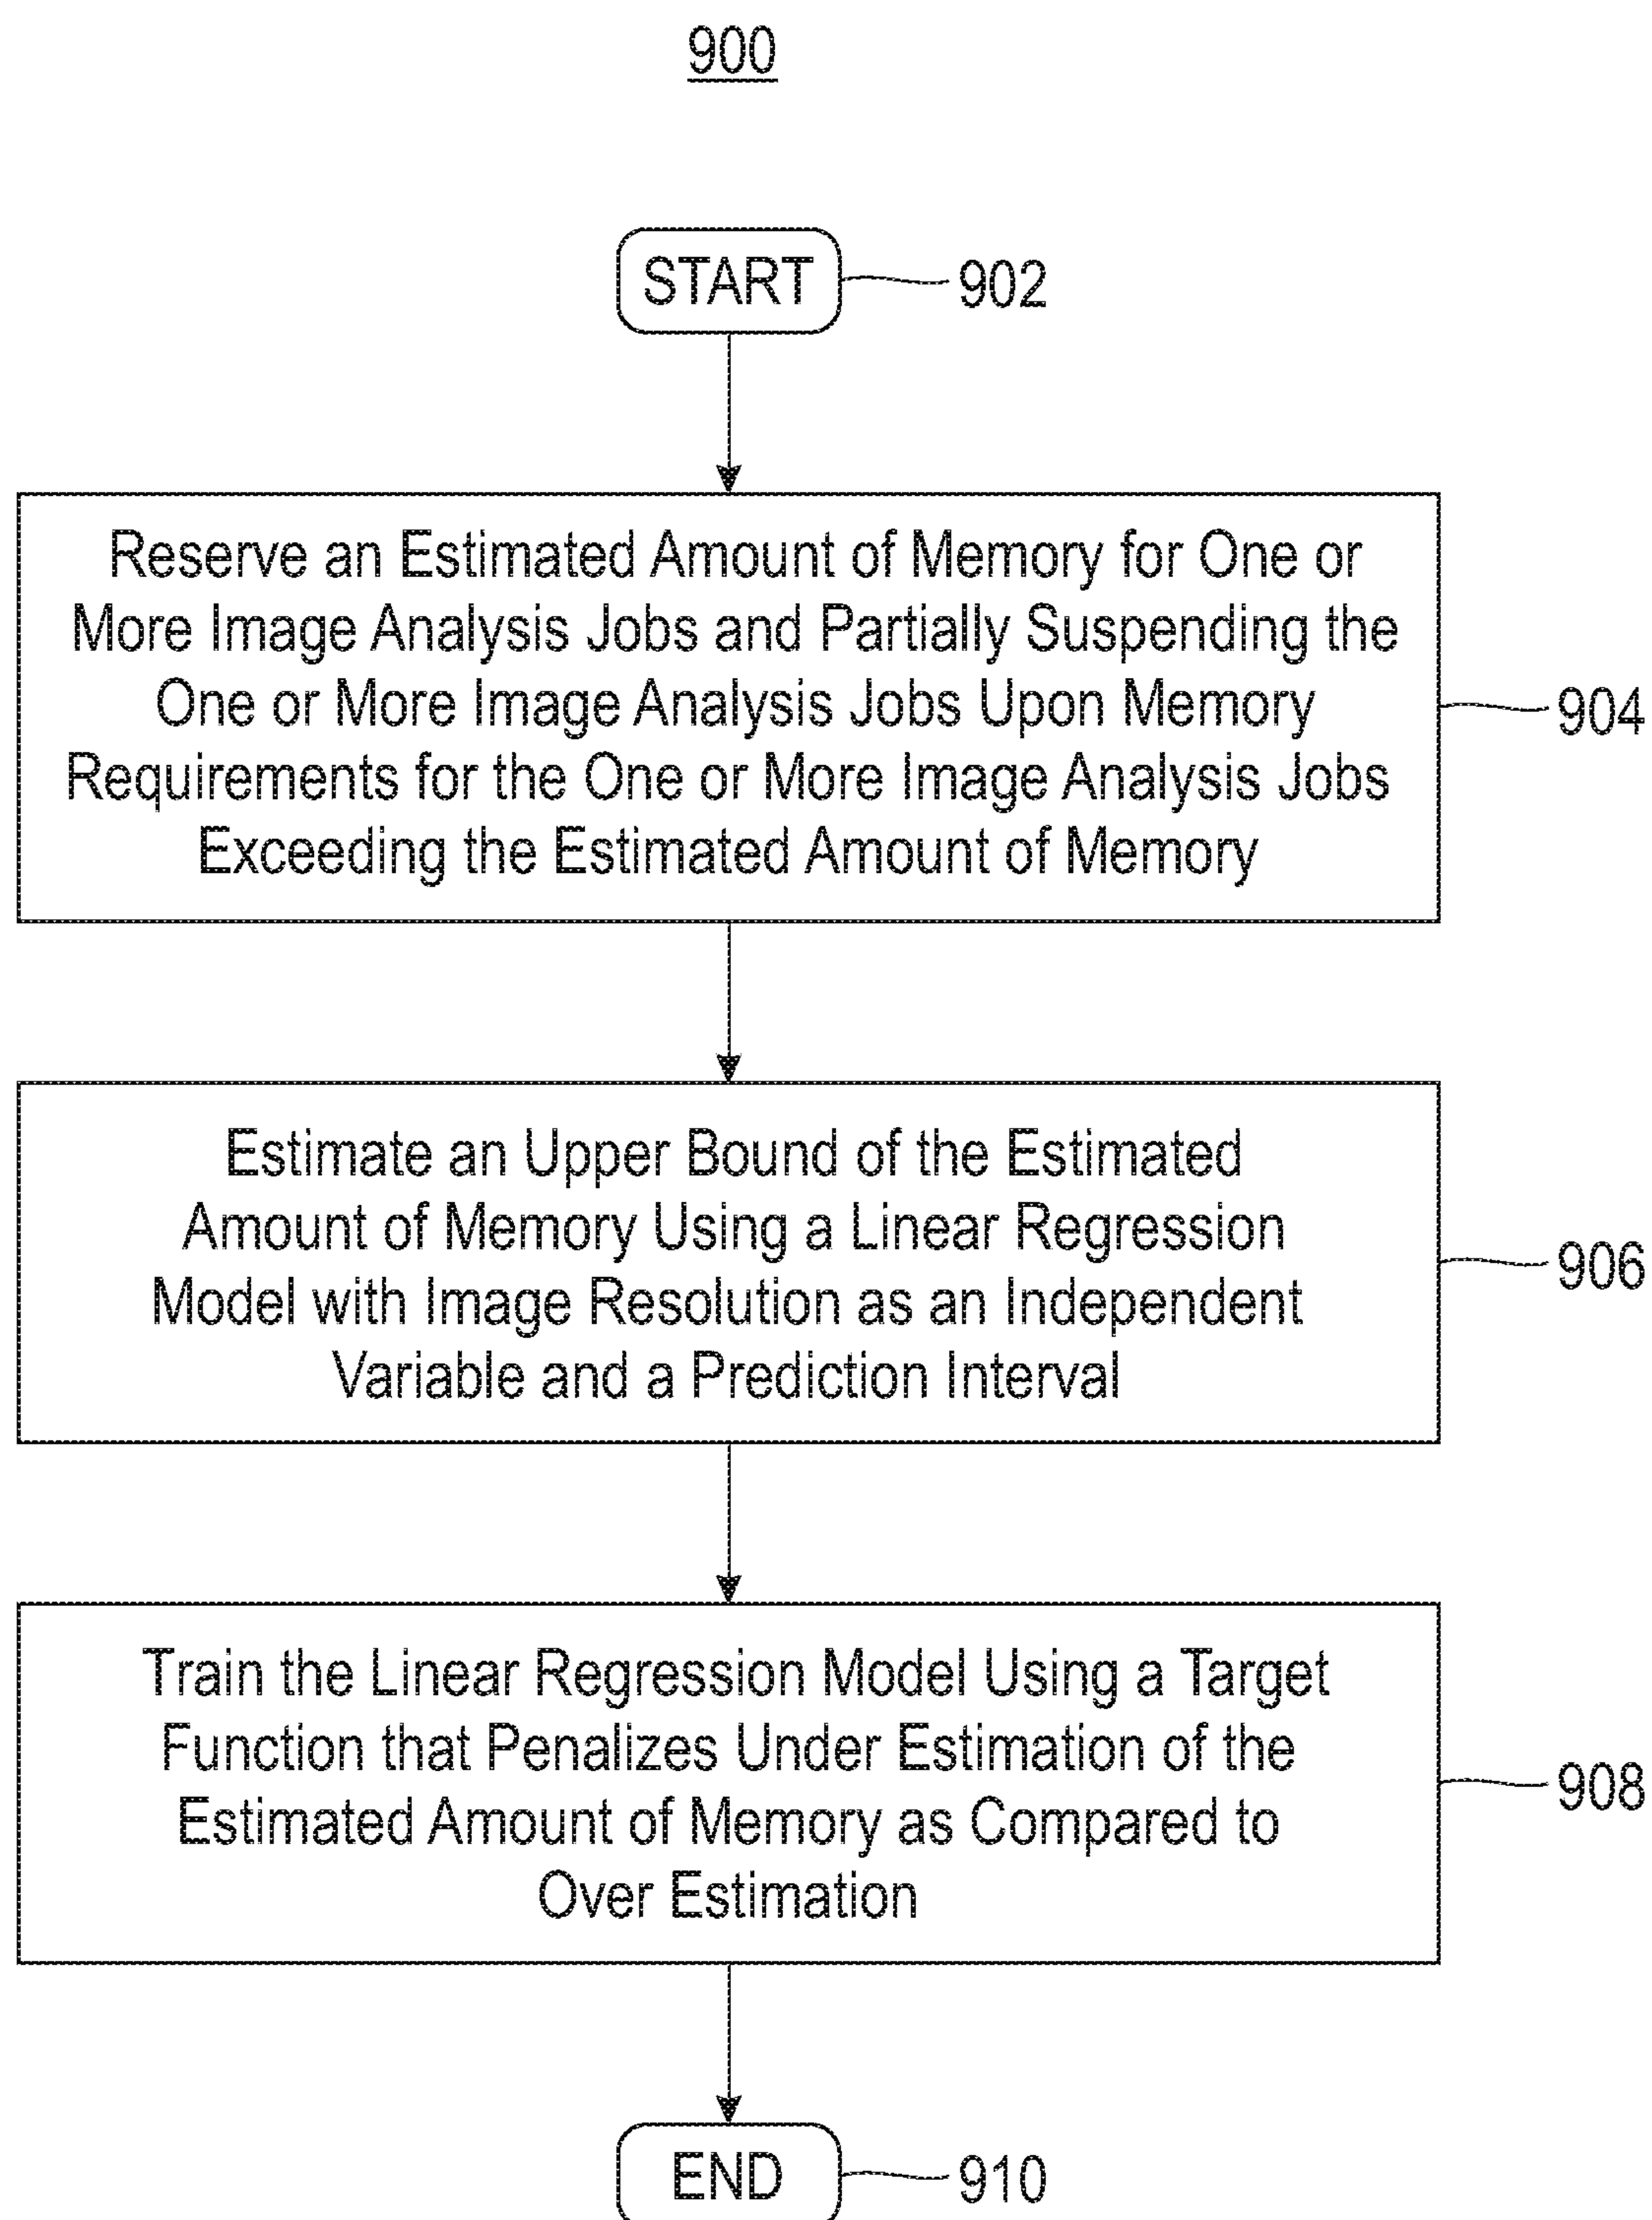 900
START
902
Reserve an Estimated Amount of Memory for One or
More Image Analysis Jobs and Partially Suspending the
One or More Image Analysis Jobs Upon Memory
Requirements for the One or More Image Analysis Jobs
Exceeding the Estimated Amount of Memory
904
Estimate an Upper Bound of the Estimated
Amount of Memory Using a Linear Regression
Model with Image Resolution as an Independent
Variable and a Prediction Interval
906
Train the Linear Regression Model Using a Target
Function that Penalizes Under Estimation of the
Estimated Amount of Memory as Compared to
Over Estimation
908
END
910